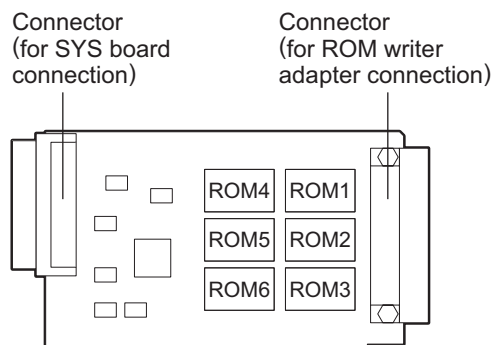 Connector
(for SYS board
connection)
Connector
(for ROM writer
adapter connection)
ROM4
ROM1
ROM5
ROM2
ROM6
ROM3